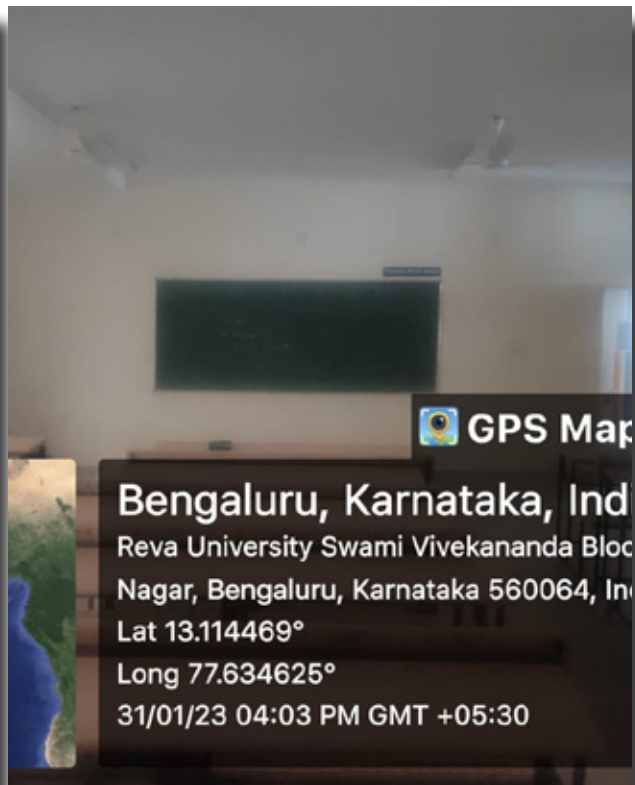 GPS Map
Bengaluru, Karnataka, Ind
Reva University Swami Vivekananda Bloc
Nagar, Bengaluru, Karnataka 560064, In
Lat 13.114469°
Long 77.634625°
31/01/23 04:03 PM GMT +05:30